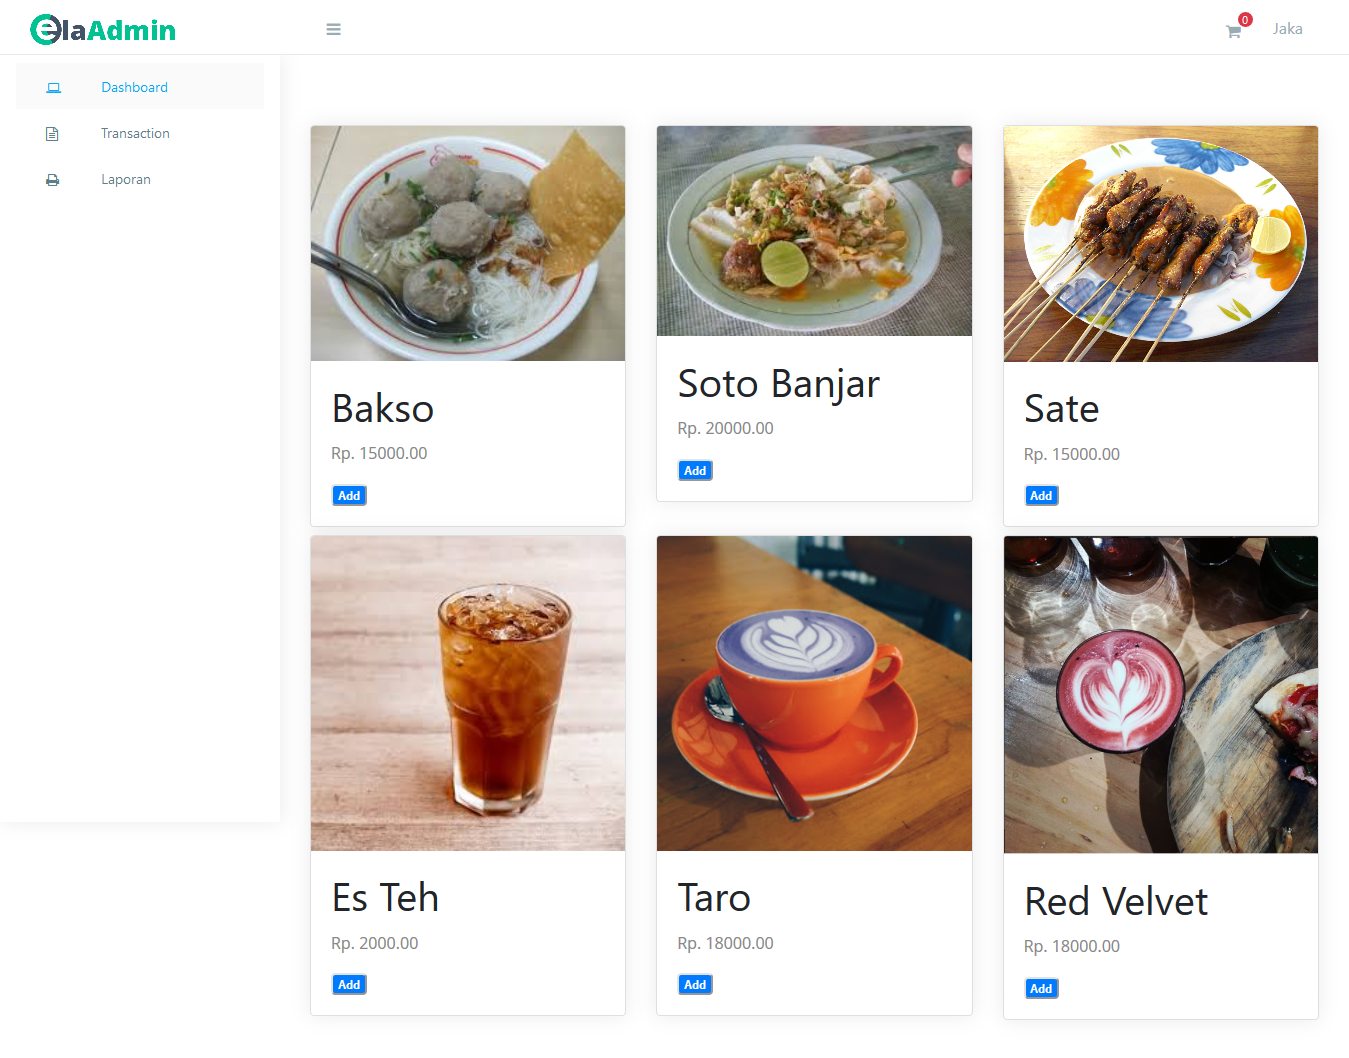 elaAdmin
0
Jaka
Dashboard
Transaction
Laporan
Bakso
Rp. 15000.00
Add
Soto Banjar
Rp. 20000.00
Add
Sate
Rp. 15000.00
Add
Es Teh
Rp. 2000.00
Add
Taro
Rp. 18000.00
Add
Red Velvet
Rp. 18000.00
Add